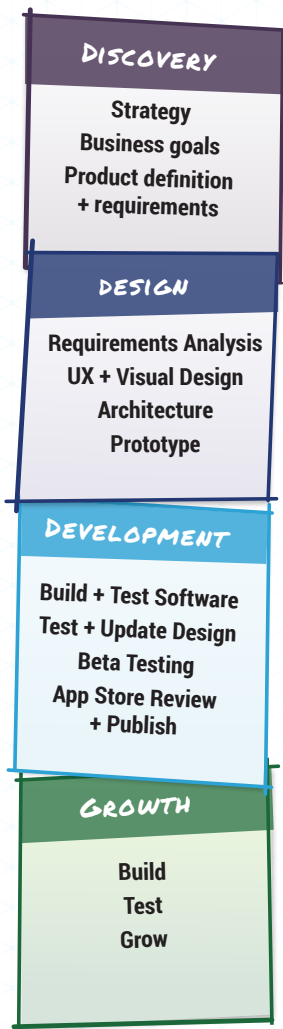 DISCOVERY
Strategy
Business goals
Product definition
+ requirements
DESIGN
Requirements Analysis
UX + Visual Design
Architecture
Prototype
DEVELOPMENT
Build + Test Software
Test + Update Design
Beta Testing
App Store Review
+ Publish
GROWTH
Build
Test
Grow